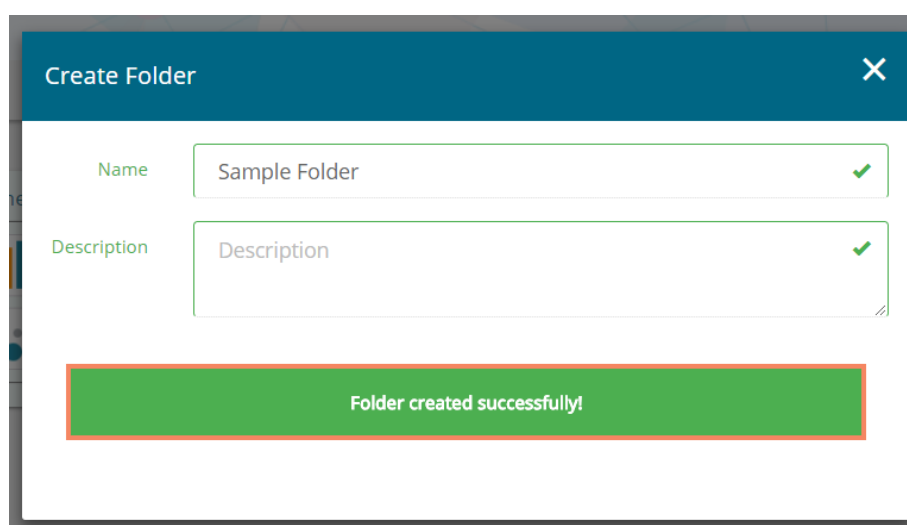 Create Folder
Name
Sample Folder
Description
Description
Folder created successfully!